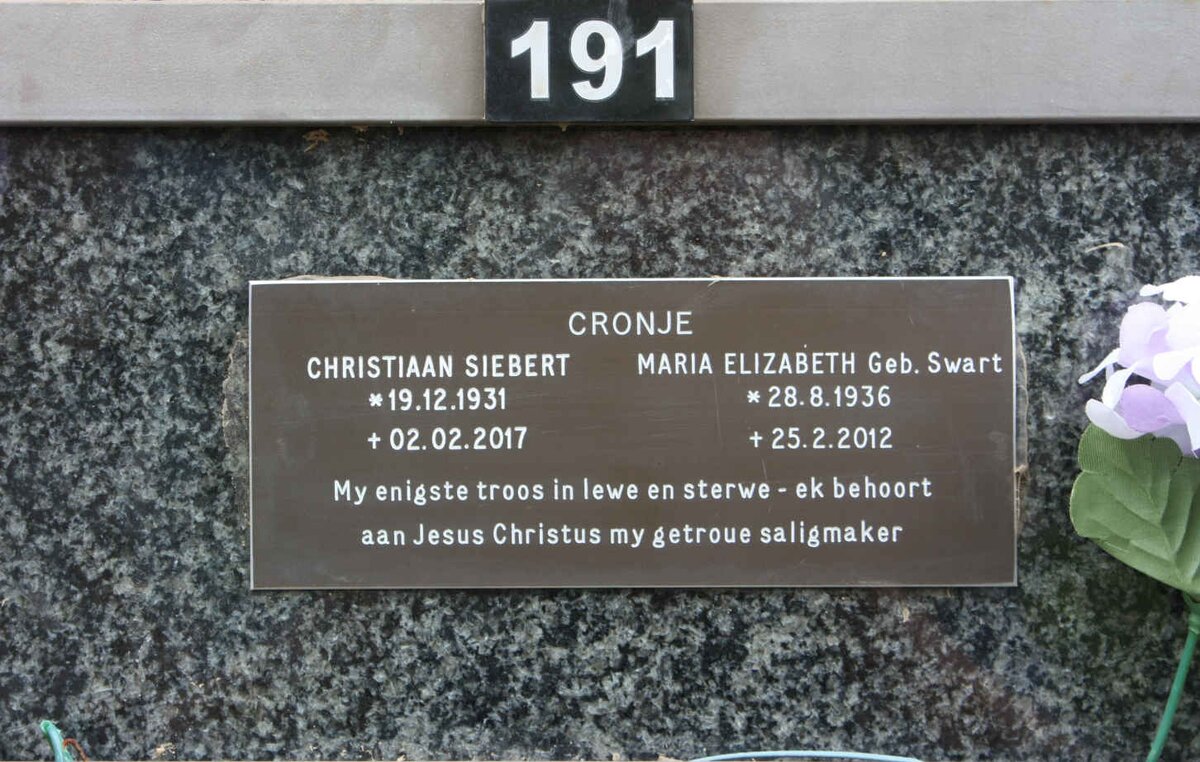 191
CRONJE
CHRISTIAAN SIEBERT MARIA ELIZABETH Geb. Swart
* 19.12.1931 * 28.8.1936
+ 02.02.2017 + 25.2.2012
My enigste troos in lewe en sterwe - ek behoort
aan Jesus Christus my getroue saligmaker